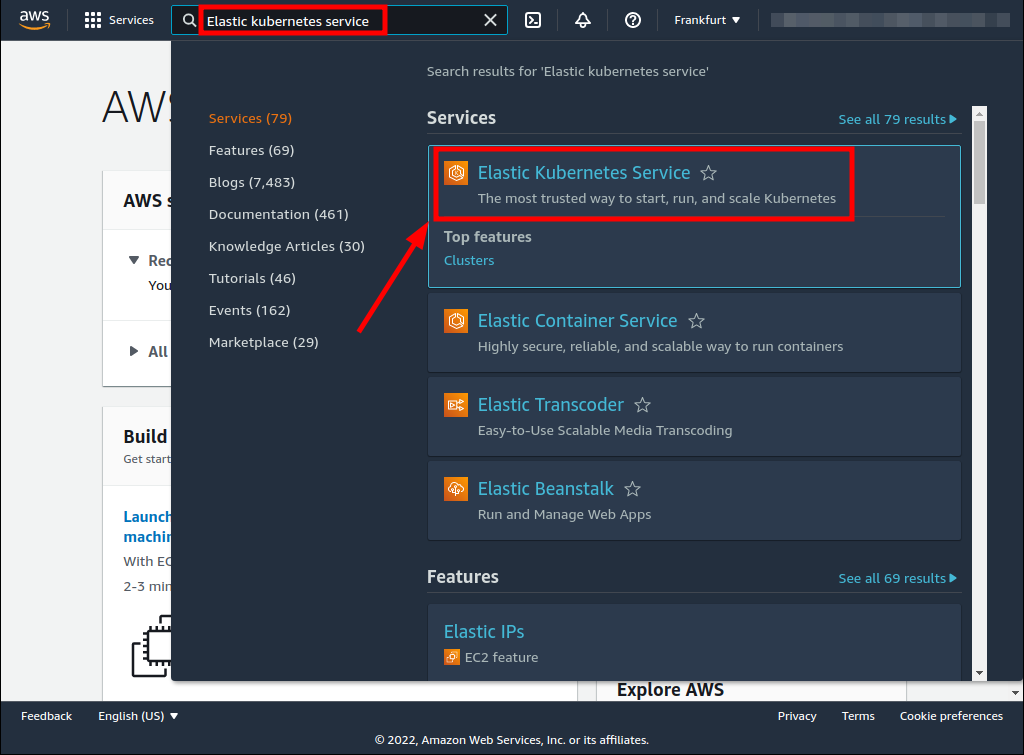 aws
Services
Elastic kubernetes service
Frankfurt
Search results for 'Elastic kubernetes service'
AWS
Services (79)
Features (69)
Blogs (7,483)
Documentation (461)
Knowledge Articles (30)
Tutorials (46)
Events (162)
Marketplace (29)
Services
See all 79 results
Elastic Kubernetes Service
The most trusted way to start, run, and scale Kubernetes
Top features
Clusters
Elastic Container Service
Highly secure, reliable, and scalable way to run containers
Elastic Transcoder
Easy-to-Use Scalable Media Transcoding
Elastic Beanstalk
Run and Manage Web Apps
Features
See all 69 results
Elastic IPs
EC2 feature
AWS s
Rec
You
All
Build
Get start
Launch
machin
With EC
2-3 min
Explore AWS
Feedback
English (US)
Privacy
Terms
Cookie preferences
© 2022, Amazon Web Services, Inc. or its affiliates.